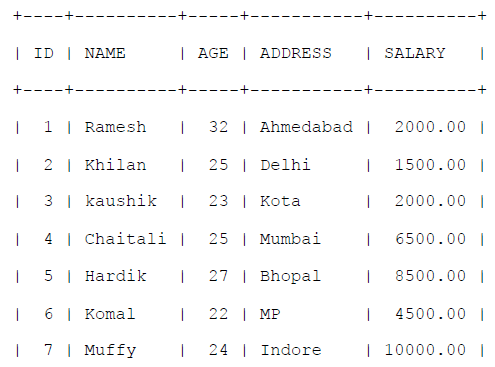 +----+----------+-----+-----------+----------+
| ID | NAME     | AGE | ADDRESS   | SALARY   |
+----+----------+-----+-----------+----------+
|  1 | Ramesh   |  32 | Ahmedabad |  2000.00 |
|  2 | Khilan   |  25 | Delhi     |  1500.00 |
|  3 | kaushik  |  23 | Kota      |  2000.00 |
|  4 | Chaitali |  25 | Mumbai    |  6500.00 |
|  5 | Hardik   |  27 | Bhopal    |  8500.00 |
|  6 | Komal    |  22 | MP        |  4500.00 |
|  7 | Muffy    |  24 | Indore    | 10000.00 |